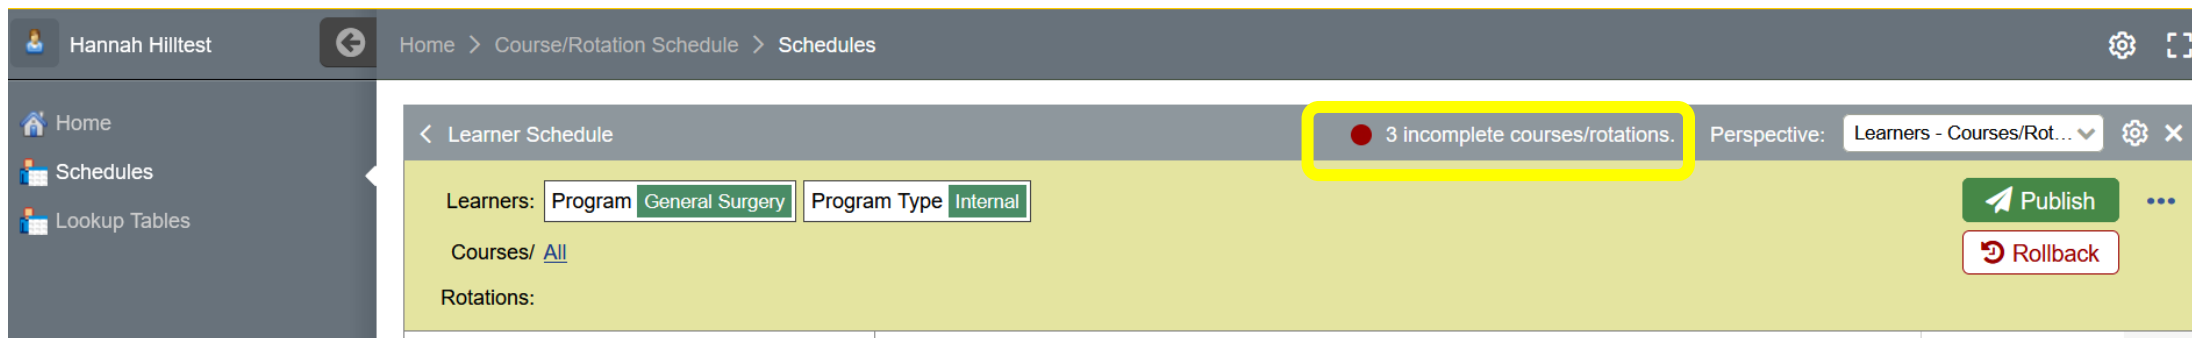 Hannah Hilltest
Home > Course/Rotation Schedule > Schedules
Home
Schedules
Lookup Tables
Learner Schedule
3 incomplete courses/rotations.
Perspective: Learners - Courses/Rot...
Learners: Program General Surgery Program Type Internal
Publish
Courses/ All
Rotations:
Rollback